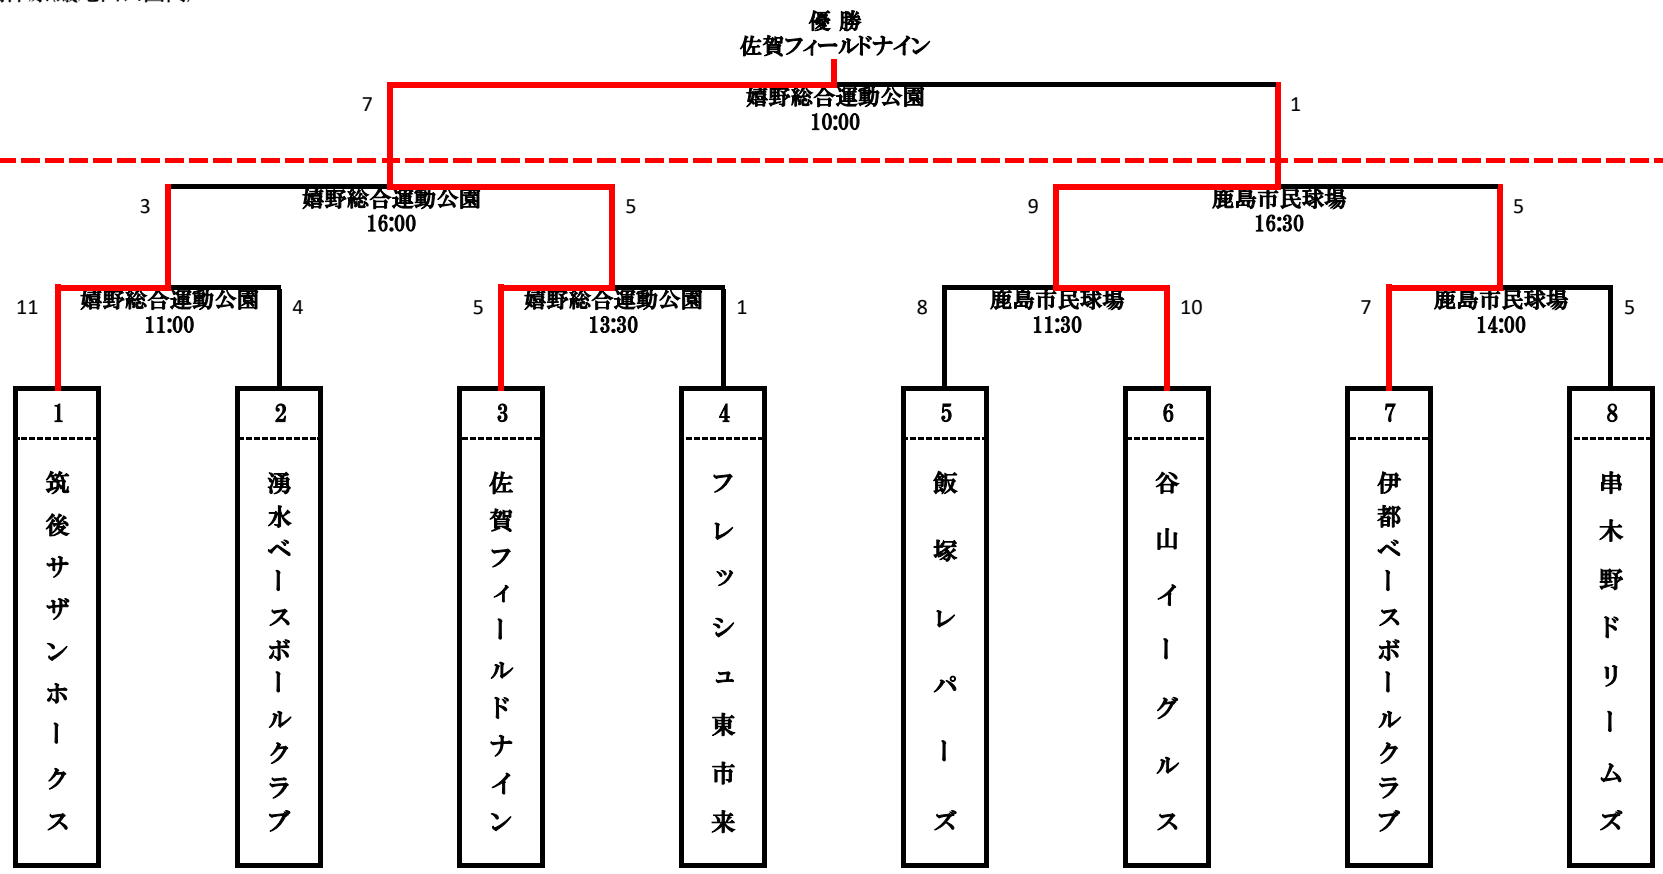 優 勝
佐賀フィールドナイン
嬉野総合運動公園
10:00
7
1
嬉野総合運動公園
16:00
3
5
鹿島市民球場
16:30
9
5
嬉野総合運動公園
11:00
11
4
嬉野総合運動公園
13:30
5
1
鹿島市民球場
11:30
8
10
鹿島市民球場
14:00
7
5
1
筑後サザンホークス
2
湧水ベースボールクラブ
3
佐賀フィールドナイン
4
フレッシュ東市来
5
飯塚レパーズ
6
谷山イーグルス
7
伊都ベースボールクラブ
8
串木野ドリームズ